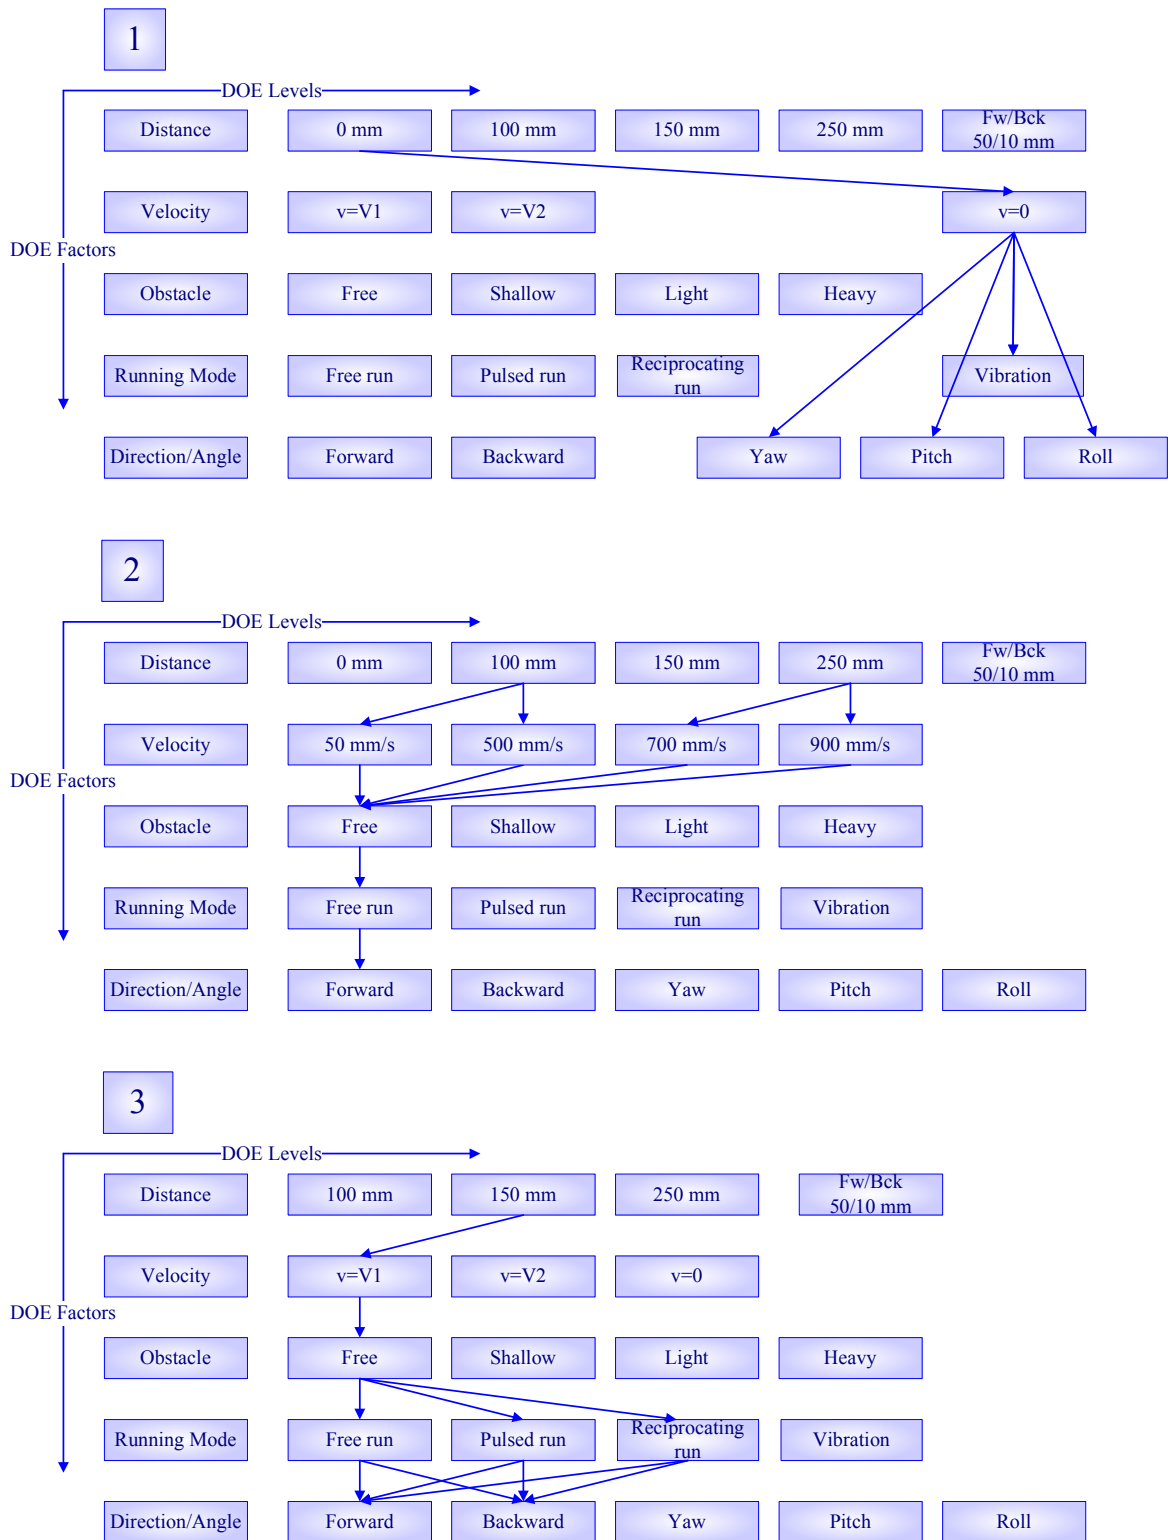 1
DOE Levels
Distance
0 mm
100 mm
150 mm
250 mm
Fw/Bck
50/10 mm
Velocity
v=V1
v=V2
v=0
DOE Factors
Obstacle
Free
Shallow
Light
Heavy
Running Mode
Free run
Pulsed run
Reciprocating
run
Vibration
Direction/Angle
Forward
Backward
Yaw
Pitch
Roll
2
DOE Levels
Distance
0 mm
100 mm
150 mm
250 mm
Fw/Bck
50/10 mm
Velocity
50 mm/s
500 mm/s
700 mm/s
900 mm/s
DOE Factors
Obstacle
Free
Shallow
Light
Heavy
Running Mode
Free run
Pulsed run
Reciprocating
run
Vibration
Direction/Angle
Forward
Backward
Yaw
Pitch
Roll
3
DOE Levels
Distance
100 mm
150 mm
250 mm
Fw/Bck
50/10 mm
Velocity
v=V1
v=V2
v=0
DOE Factors
Obstacle
Free
Shallow
Light
Heavy
Running Mode
Free run
Pulsed run
Reciprocating
run
Vibration
Direction/Angle
Forward
Backward
Yaw
Pitch
Roll